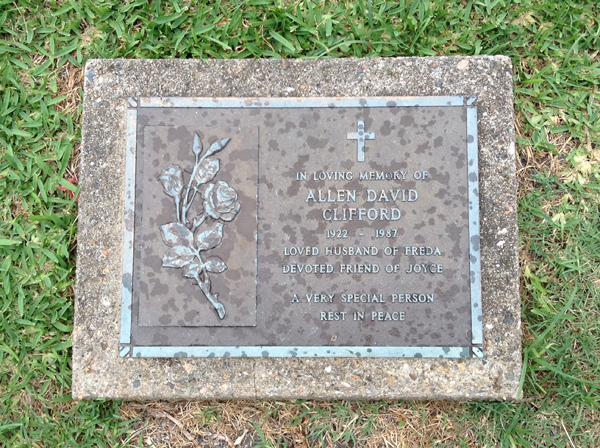 IN LOVING MEMORY OF
ALLEN DAVID
CLIFFORD
1922 - 1987
LOVED HUSBAND OF FREDA
DEVOTED FRIEND OF JOYCE
A VERY SPECIAL PERSON
REST IN PEACE